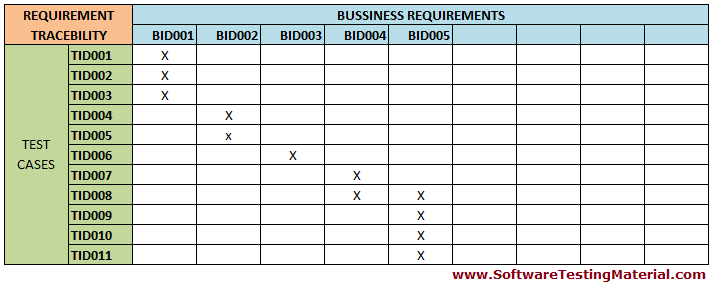 REQUIREMENT TRACEBILITY BUSSINESS REQUIREMENTS
BID001 BID002 BID003 BID004 BID005
TEST CASES
TID001 X
TID002 X
TID003 X
TID004 X
TID005 x
TID006 X
TID007 X
TID008 X X
TID009 X
TID010 X
TID011 X
www.SoftwareTestingMaterial.com